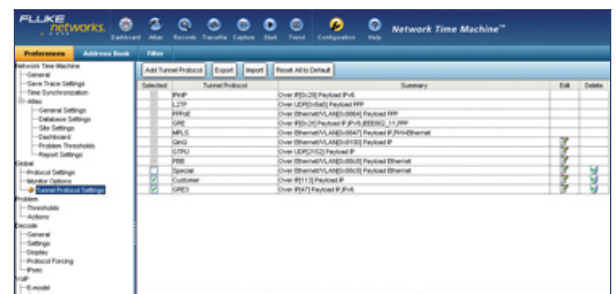 FLUKE networks.
Dashboard Atlas Records Tracefile Capture Start Trend Configuration Help Network Time Machine™
Preferences Address Book Filter
Network Time Machine
General
Save Trace Settings
Time Synchronization
Atlas
General Settings
Database Settings
Site Settings
Dashboard
Problem Thresholds
Report Settings
Global
Protocol Settings
Monitor Options
Tunnel Protocol Settings
Problem
Thresholds
Actions
Decode
General
Settings
Display
Protocol Forcing
IPsec
VoIP
E-model
Add Tunnel Protocol Export Import Reset All to Default
Selected Tunnel Protocol Summary Edit Delete
IPinIP Over IP[0x29] Payload IPv6
L2TP Over UDP[0x6a5] Payload PPP
PPPoE Over Ethernet/VLAN[0x8864] Payload PPP
GRE Over IP[0x2f] Payload IP,IPv6,IEEE802_11,PPP
MPLS Over Ethernet/VLAN[0x8847] Payload IP,PWinEthernet
QinQ Over Ethernet/VLAN[0x8100] Payload IP
GTPU Over UDP[2152] Payload IP
PBB Over Ethernet/VLAN[0x88c8] Payload Ethernet
Special Over Ethernet/VLAN[0x88c8] Payload Ethernet
Customer Over IP[113] Payload IP
GRE3 Over IP[47] Payload IP,IPv6